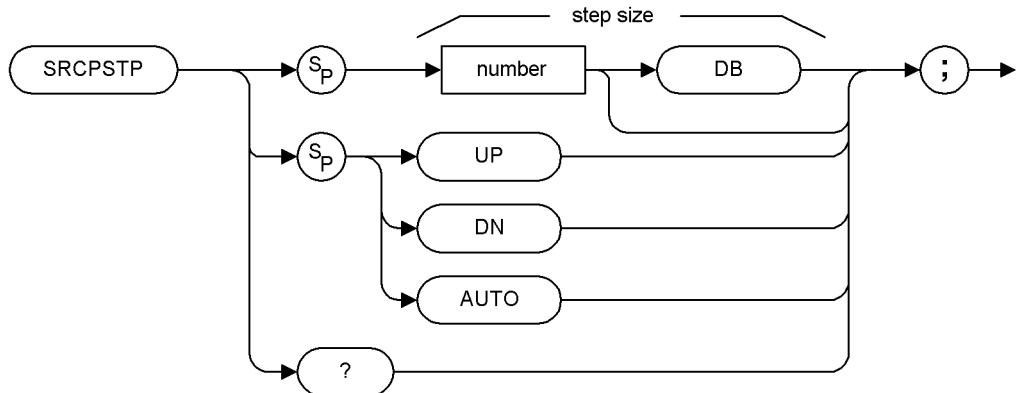 step size
SRCPSTP SP number DB ;
SP UP
DN
AUTO
?